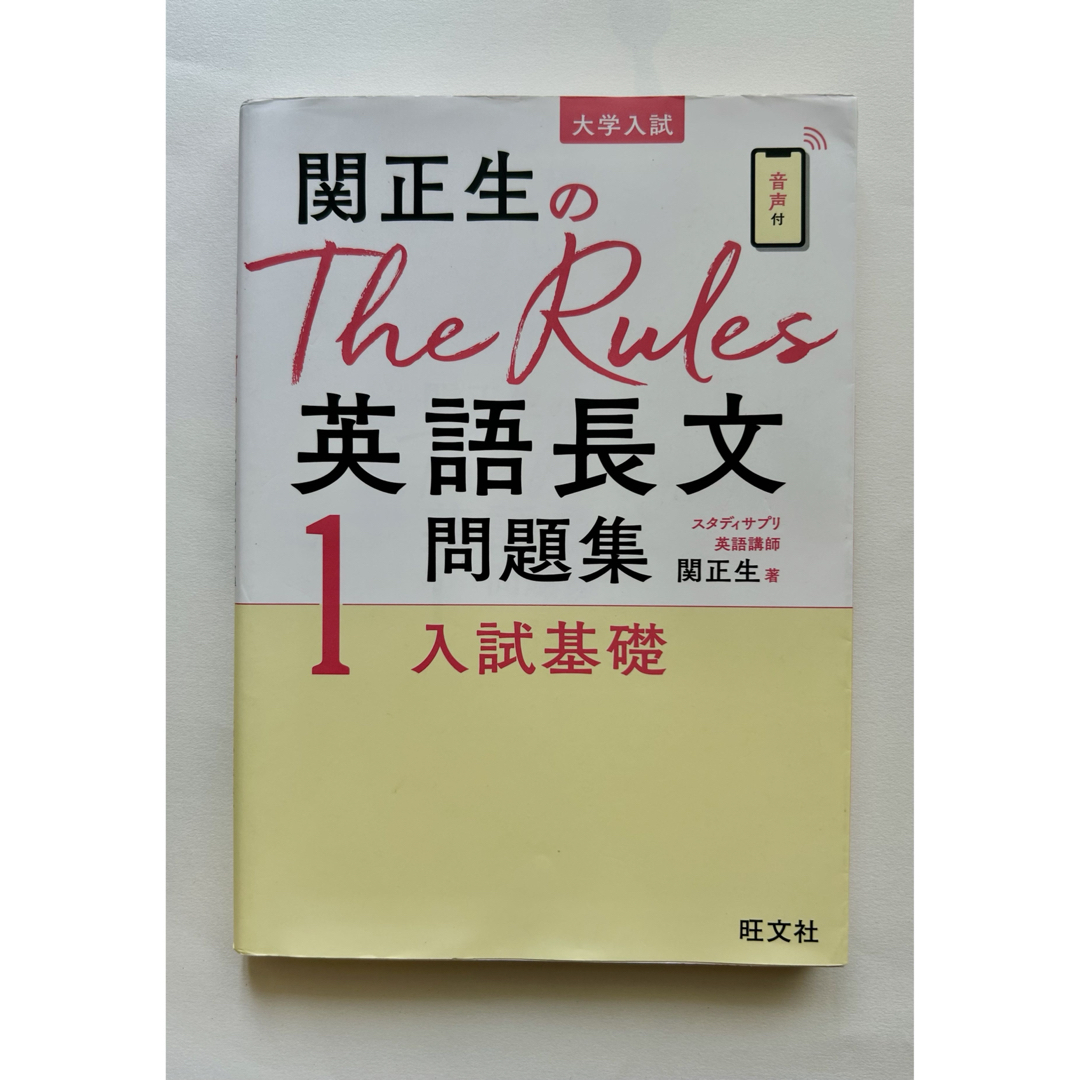 大学入試
関正生の
音声付
The Rules
英語長文
1
問題集
スタディサプリ
英語講師
関正生 著
入試基礎
旺文社